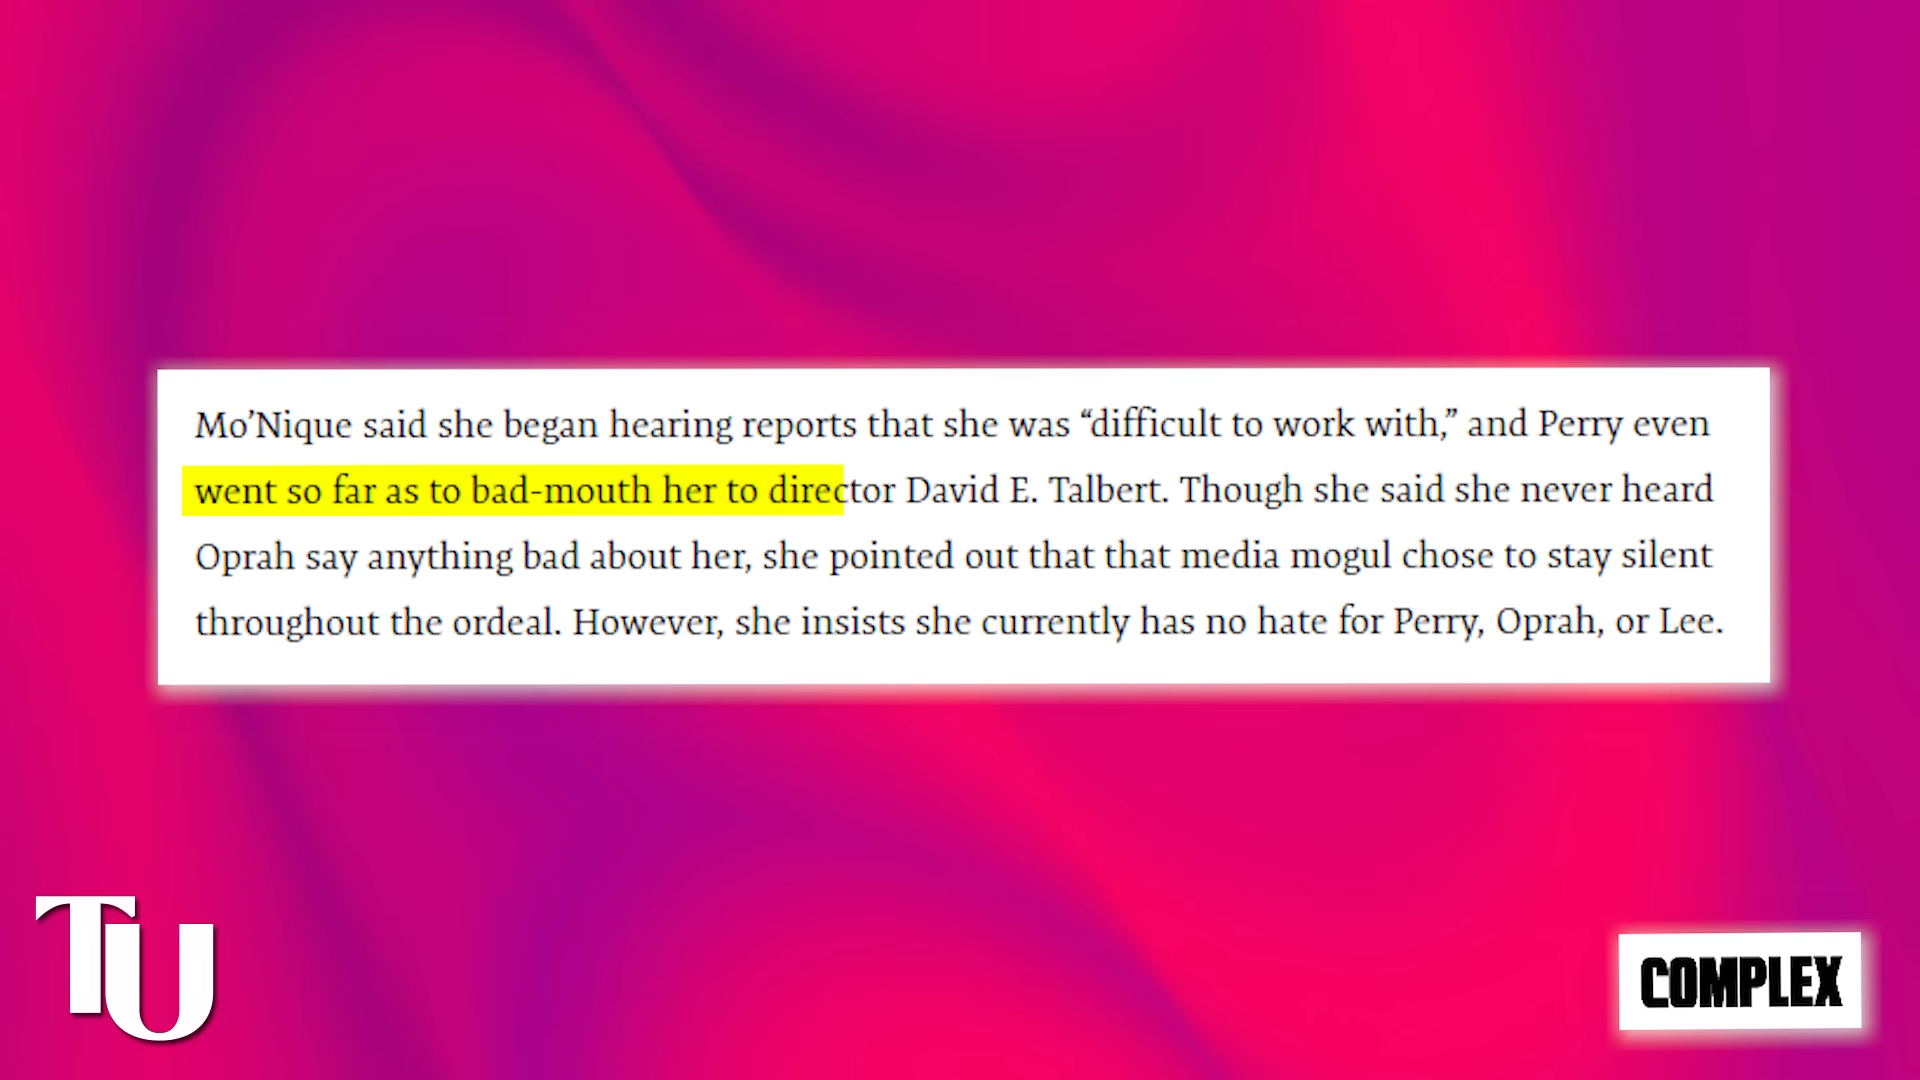 Mo’Nique said she began hearing reports that she was “difficult to work with,” and Perry even
went so far as to bad-mouth her to director David E. Talbert. Though she said she never heard
Oprah say anything bad about her, she pointed out that that media mogul chose to stay silent
throughout the ordeal. However, she insists she currently has no hate for Perry, Oprah, or Lee.
TU
COMPLEX